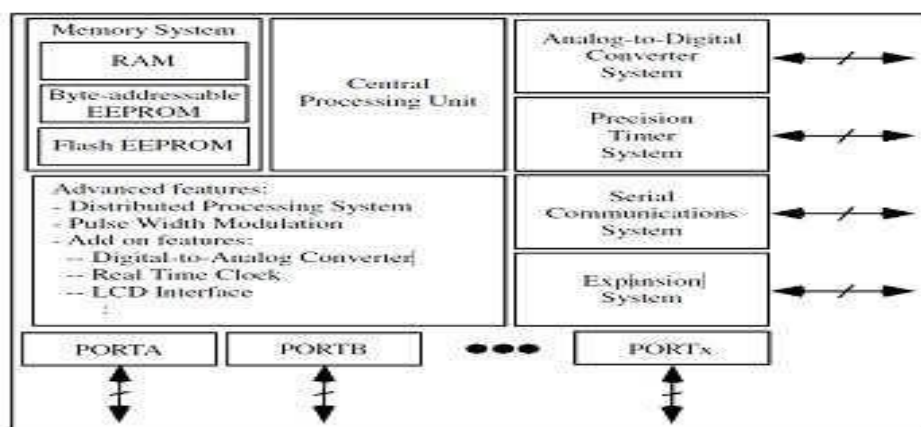 Memory System
RAM
Byte-addressable
EEPROM
Flash EEPROM
Central
Processing Unit
Analog-to-Digital
Converter
System
Precision
Timer
System
Advanced features:
- Distributed Processing System
- Pulse Width Modulation
- Add on features:
-- Digital-to-Analog Converter
-- Real Time Clock
-- LCD Interface
:
Serial
Communications
System
Expansion
System
PORTA
PORTB
●●●
PORTx